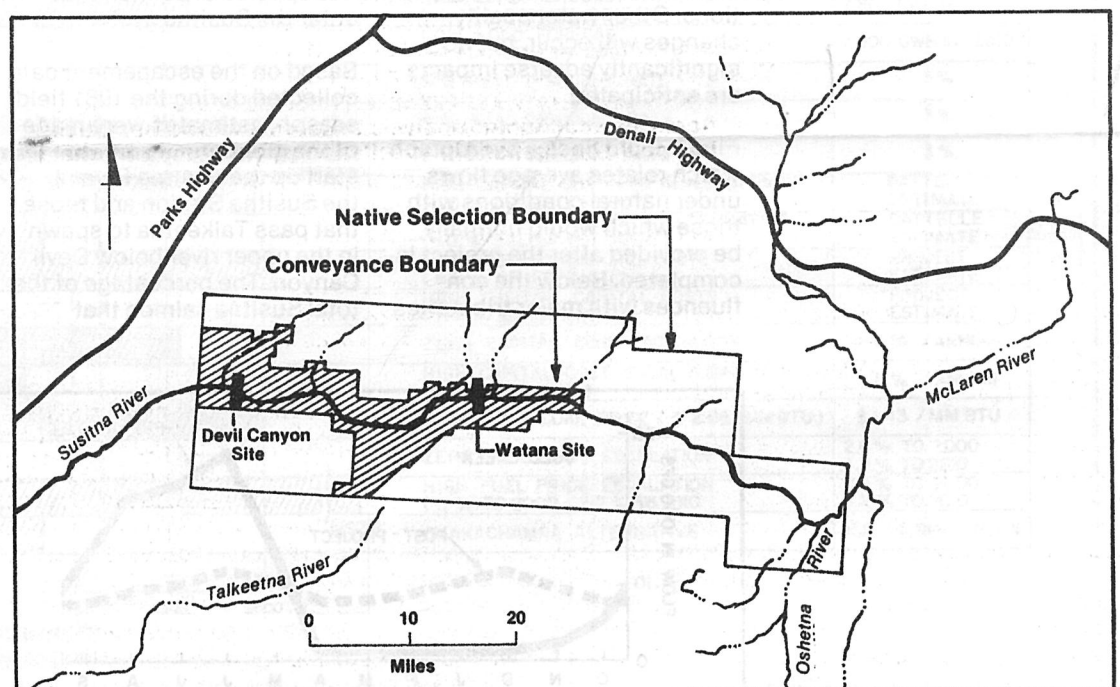 Parks Highway
Denali Highway
Native Selection Boundary
Conveyance Boundary
McLaren River
Susitna River
Devil Canyon
Site
Watana Site
Talkeetna River
Oshetna River
0 10 20
Miles